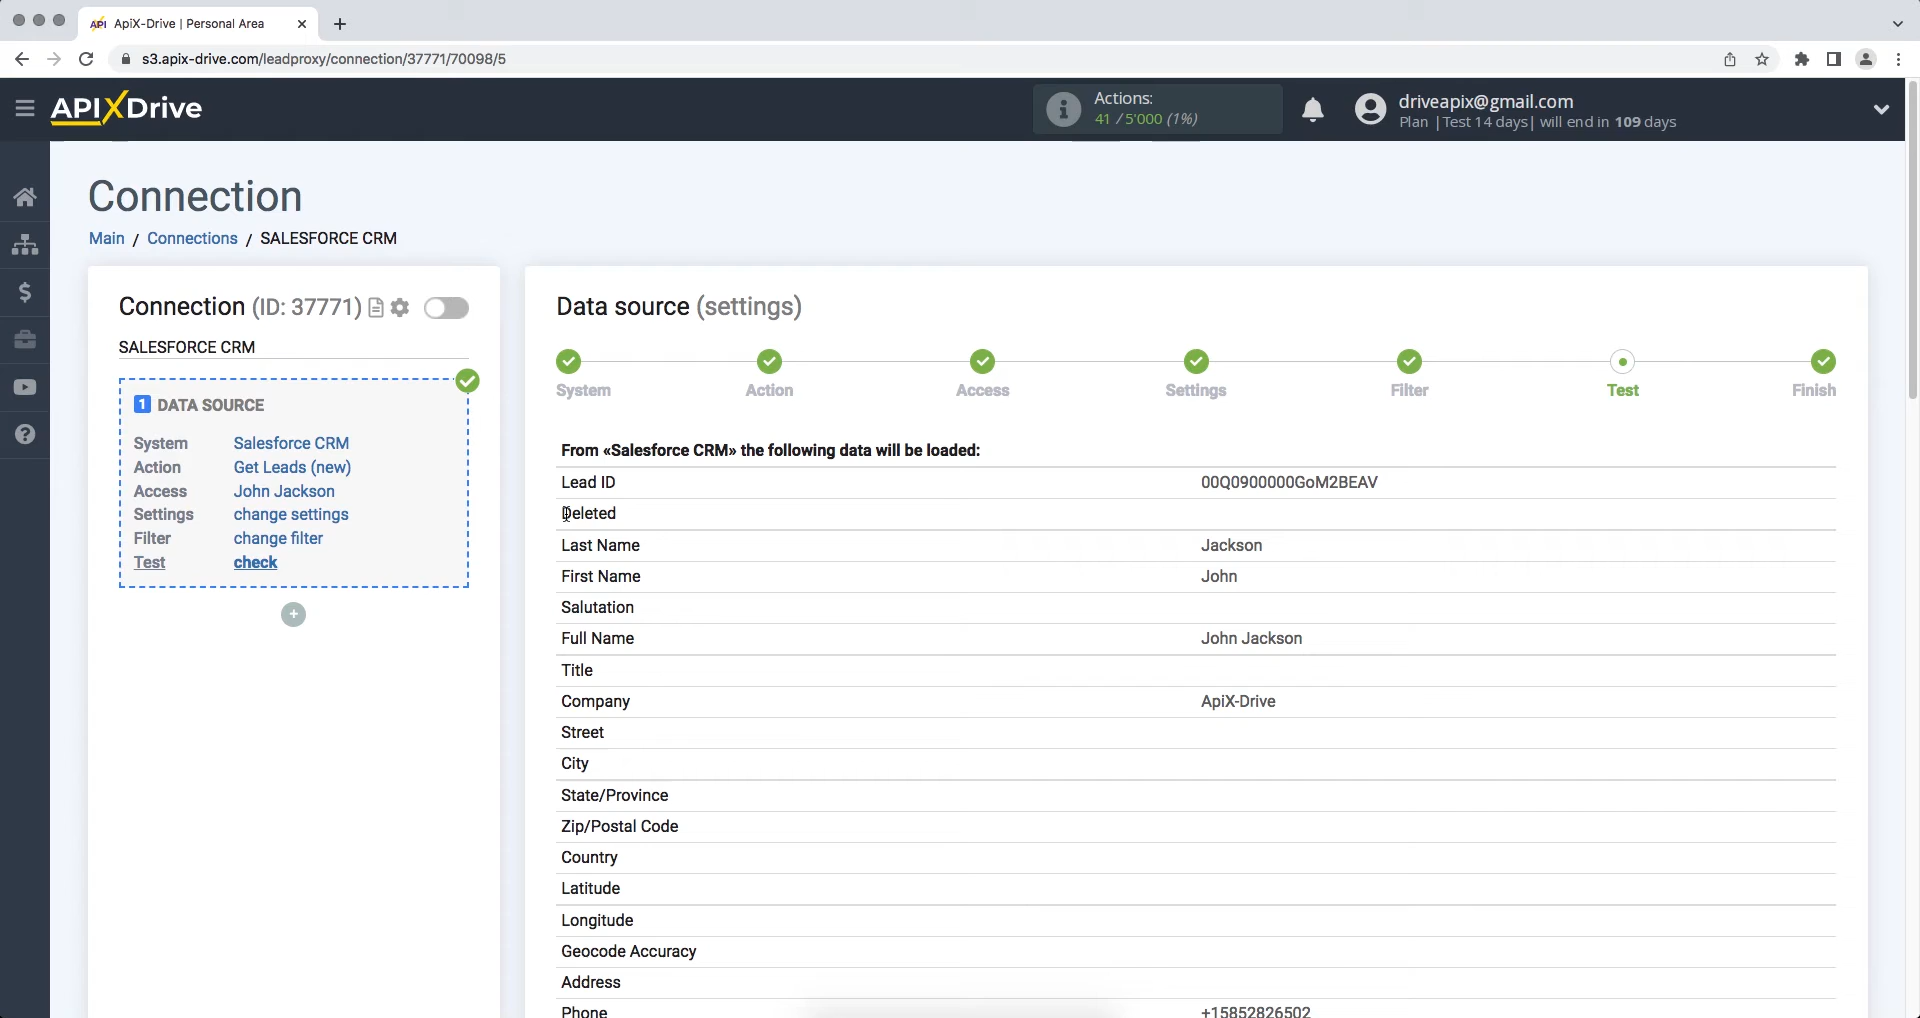 API ApiX-Drive | Personal Area
s3.apix-drive.com/leadproxy/connection/37771/70098/5
APIXDrive
Actions:
41 / 5'000 (1%)
driveapix@gmail.com
Plan |Test 14 days| will end in 109 days
Connection
Main / Connections / SALESFORCE CRM
Connection (ID: 37771)
SALESFORCE CRM
1 DATA SOURCE
System Salesforce CRM
Action Get Leads (new)
Access John Jackson
Settings change settings
Filter change filter
Test check
Data source (settings)
System Action Access Settings Filter Test Finish
From «Salesforce CRM» the following data will be loaded:
Lead ID 00Q0900000GoM2BEAV
Deleted
Last Name Jackson
First Name John
Salutation
Full Name John Jackson
Title
Company ApiX-Drive
Street
City
State/Province
Zip/Postal Code
Country
Latitude
Longitude
Geocode Accuracy
Address
Phone +15852826502